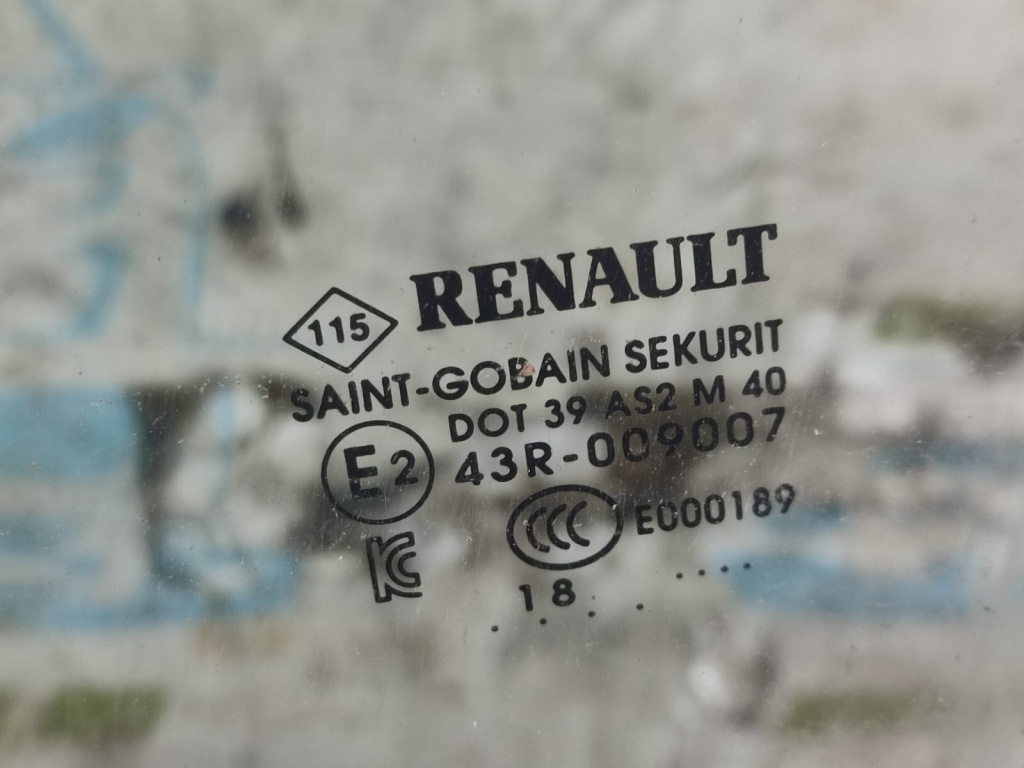 RENAULT
115
SAINT-GOBAIN SEKURIT
DOT 39 AS2 M 40
E2 43R-009007
CCC E000189
KC
18